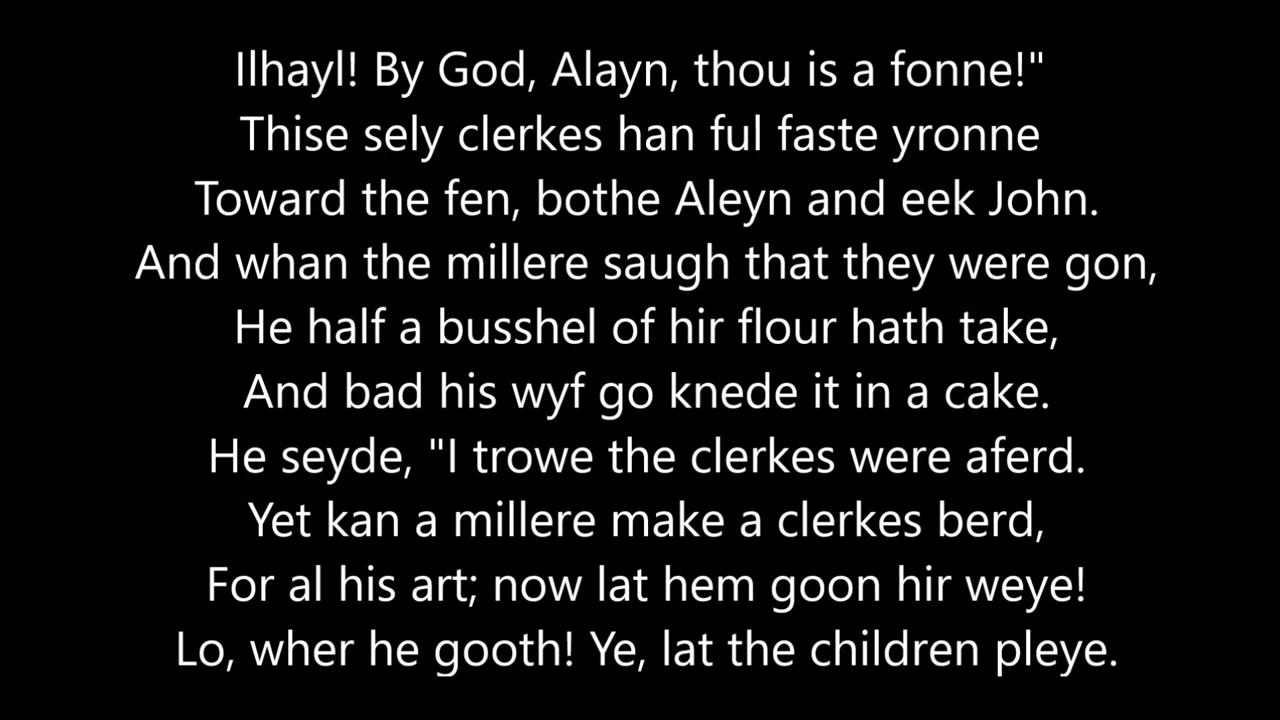 Ilhayl! By God, Alayn, thou is a fonne!"
Thise sely clerkes han ful faste yronne
Toward the fen, bothe Aleyn and eek John.
And whan the millere saugh that they were gon,
He half a busshel of hir flour hath take,
And bad his wyf go knede it in a cake.
He seyde, "I trowe the clerkes were aferd.
Yet kan a millere make a clerkes berd,
For al his art; now lat hem goon hir weye!
Lo, wher he gooth! Ye, lat the children pleye.